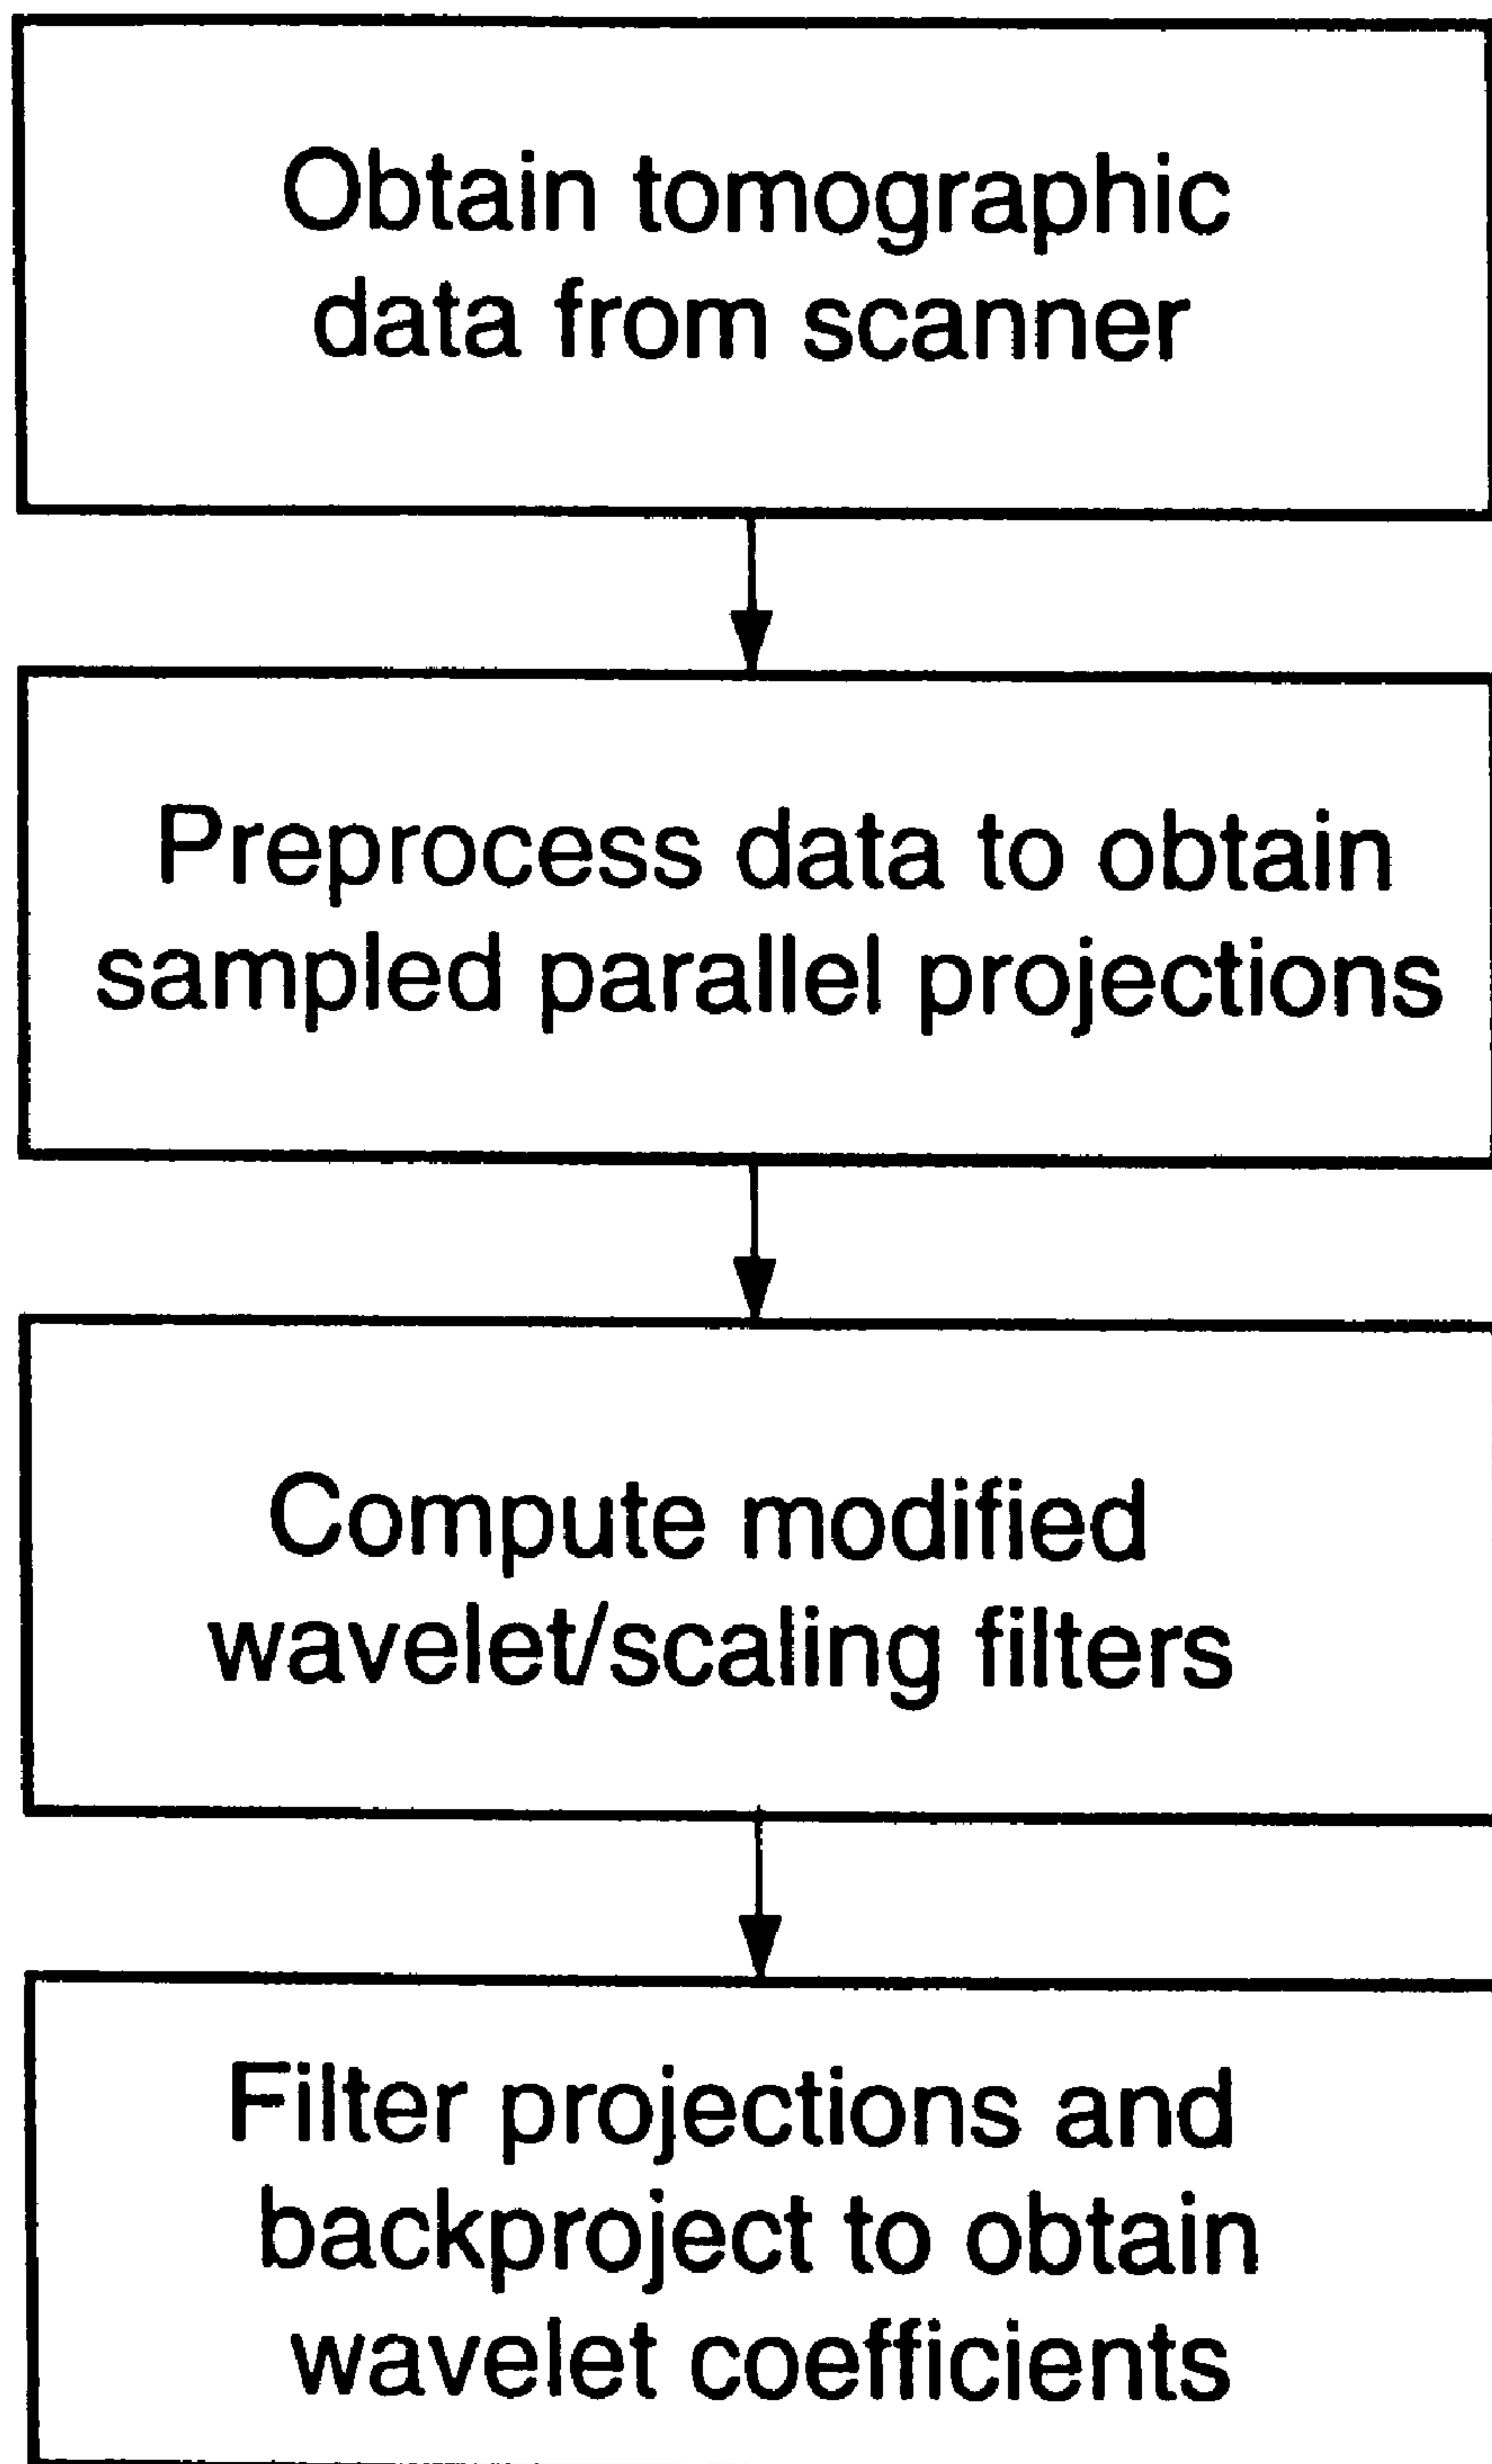 Obtain tomographic
data from scanner
Preprocess data to obtain
sampled parallel projections
Compute modified
wavelet/scaling filters
Filter projections and
backproject to obtain
wavelet coefficients